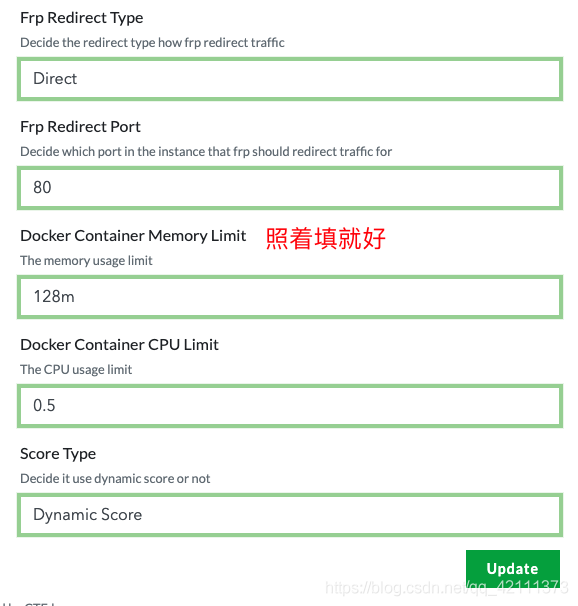 Frp Redirect Type
Decide the redirect type how frp redirect traffic
Direct
Frp Redirect Port
Decide which port in the instance that frp should redirect traffic for
80
Docker Container Memory Limit 照着填就好
The memory usage limit
128m
Docker Container CPU Limit
The CPU usage limit
0.5
Score Type
Decide it use dynamic score or not
Dynamic Score
Update
https://blog.csdn.net/qq_42111373